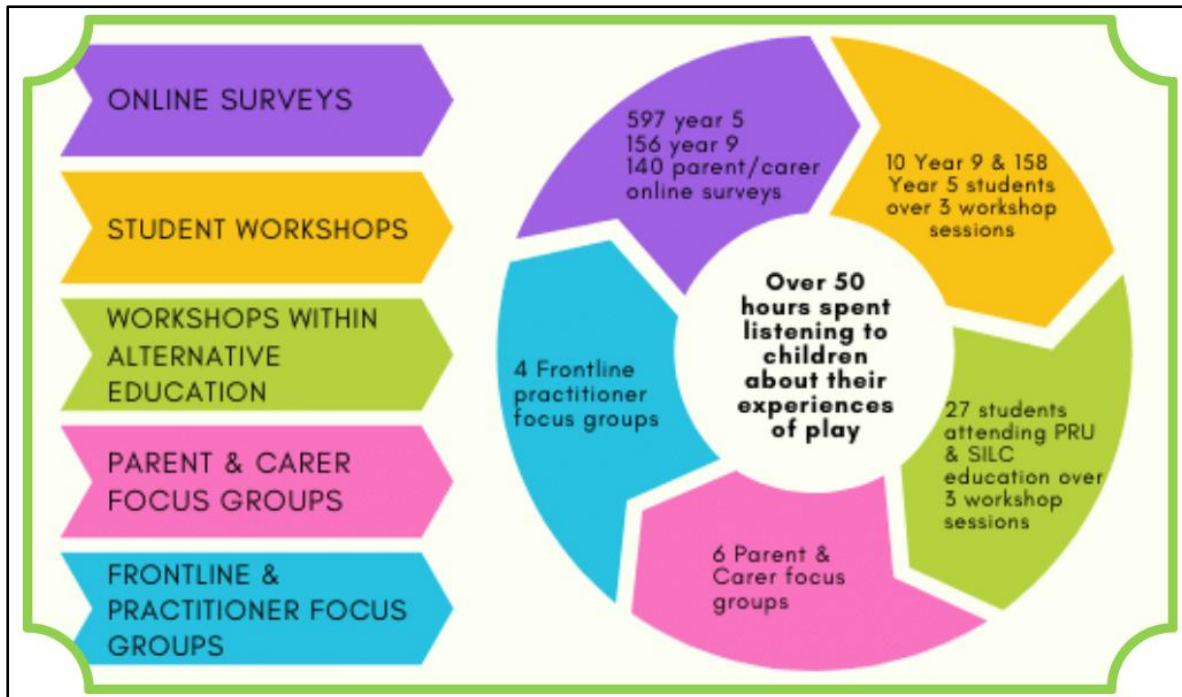 ONLINE SURVEYS
STUDENT WORKSHOPS
WORKSHOPS WITHIN
ALTERNATIVE
EDUCATION
PARENT & CARER
FOCUS GROUPS
FRONTLINE &
PRACTITIONER FOCUS
GROUPS
597 year 5
156 year 9
140 parent/carer
online surveys
10 Year 9 & 158
Year 5 students
over 3 workshop
sessions
27 students
attending PRU
& SILC
education over
3 workshop
sessions
6 Parent &
Carer focus
groups
4 Frontline
practitioner
focus groups
Over 50
hours spent
listening to
children
about their
experiences
of play